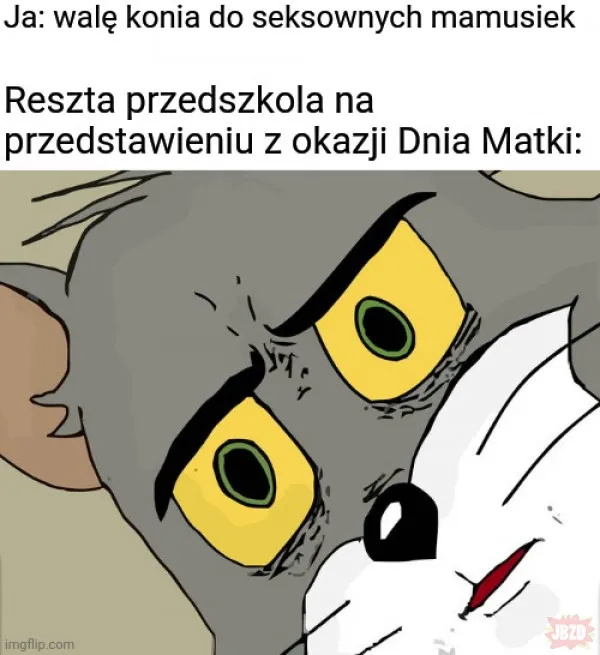 Ja: walę konia do seksownych mamusiek
Reszta przedszkola na
przedstawieniu z okazji Dnia Matki:
imgflip.com
JBZD